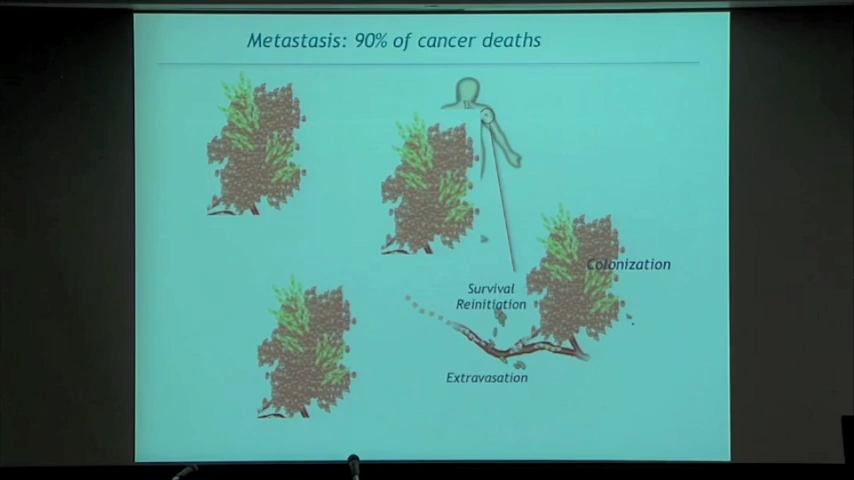 Metastasis: 90% of cancer deaths
Colonization
Survival
Reinitiation
Extravasation